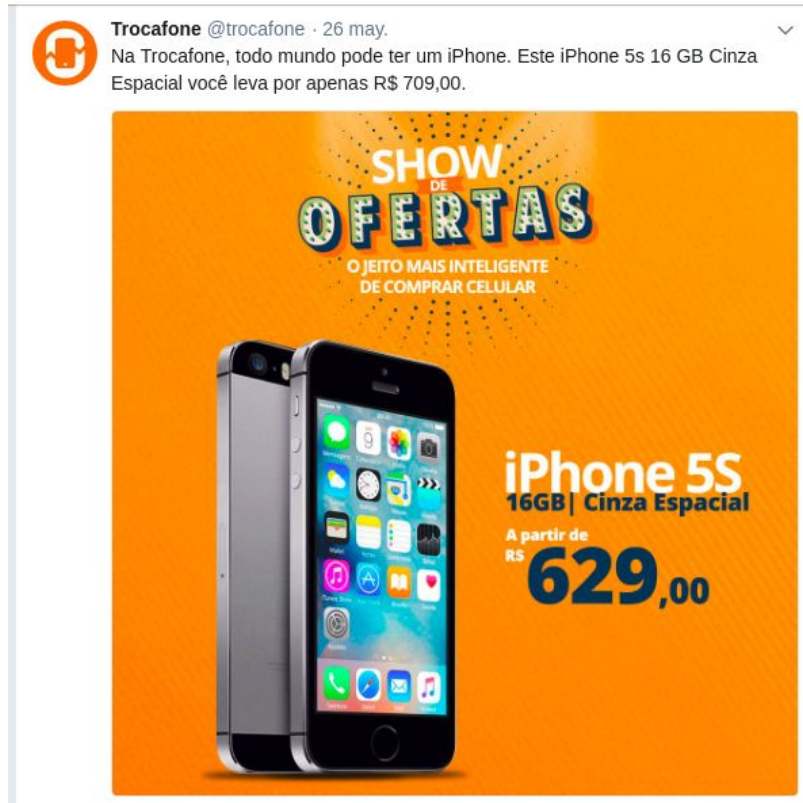 Trocafone @trocafone · 26 may.
Na Trocafone, todo mundo pode ter um iPhone. Este iPhone 5s 16 GB Cinza
Espacial você leva por apenas R$ 709,00.
SHOW
DE
OFERTAS
O JEITO MAIS INTELIGENTE
DE COMPRAR CELULAR
iPhone 5S
16GB| Cinza Espacial
A partir de
R$ 629,00